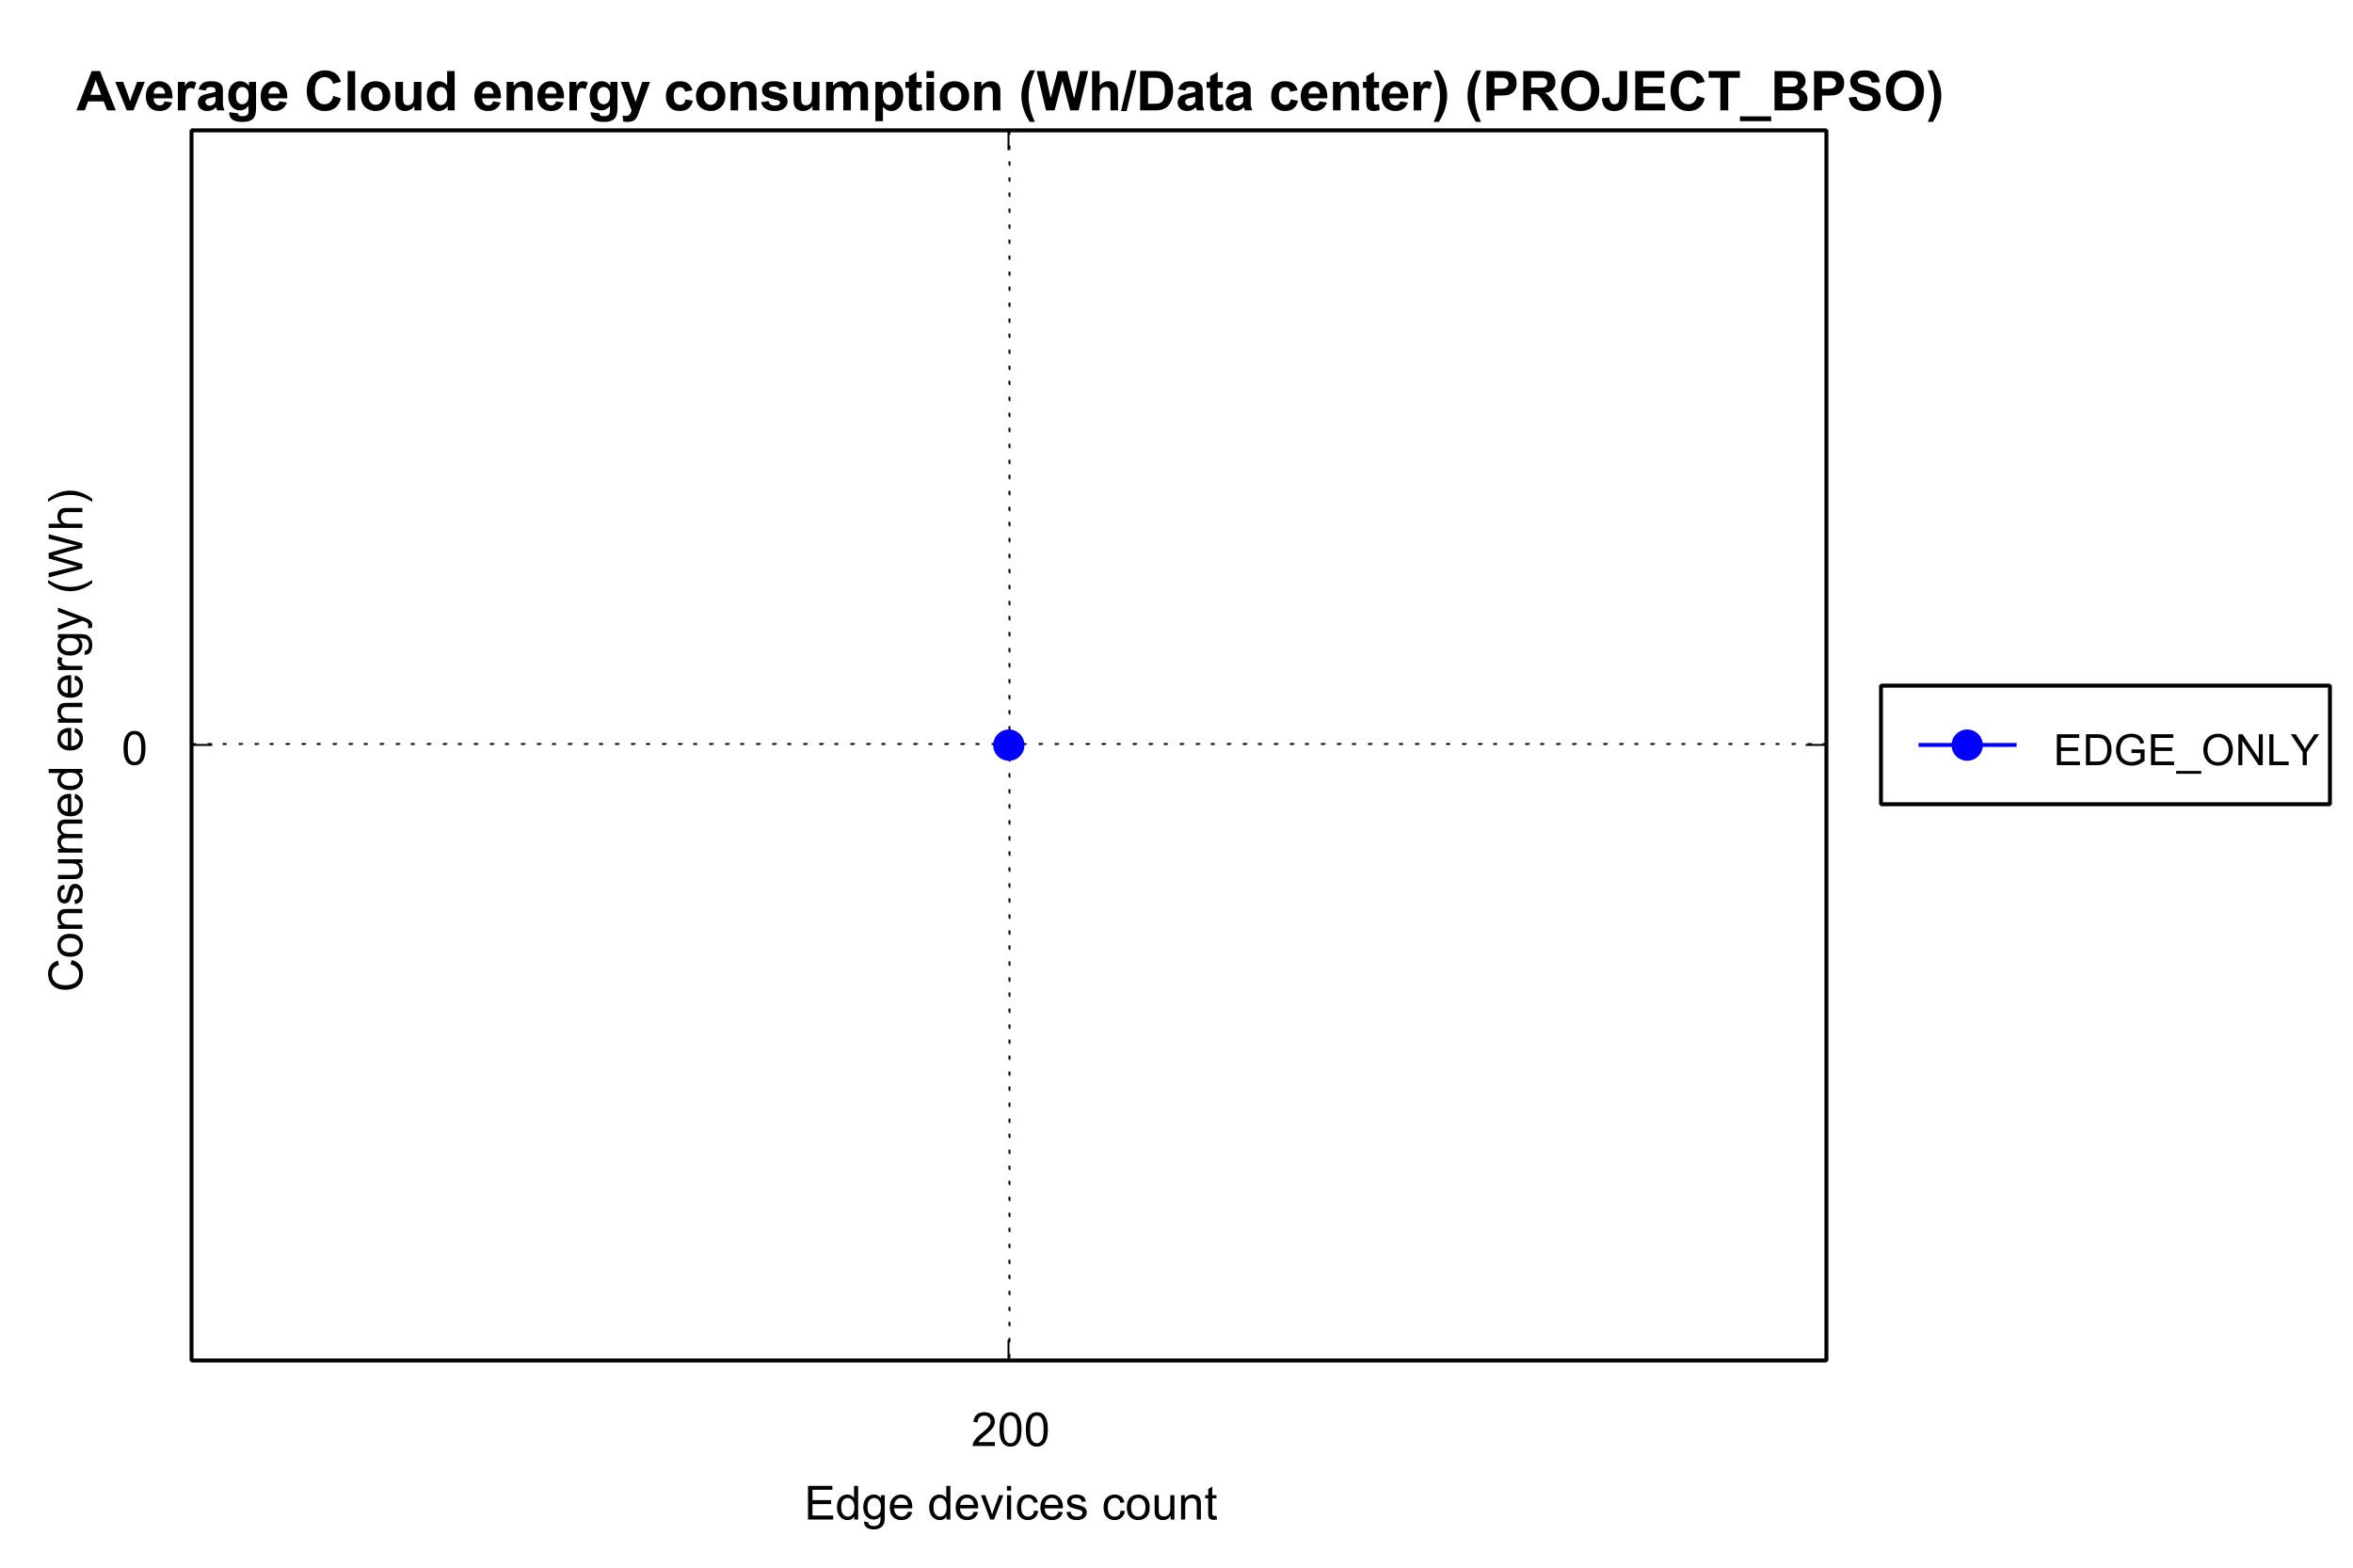 Average Cloud energy consumption (Wh/Data center) (PROJECT_BPSO)
Consumed energy (Wh)
0
EDGE_ONLY
200
Edge devices count